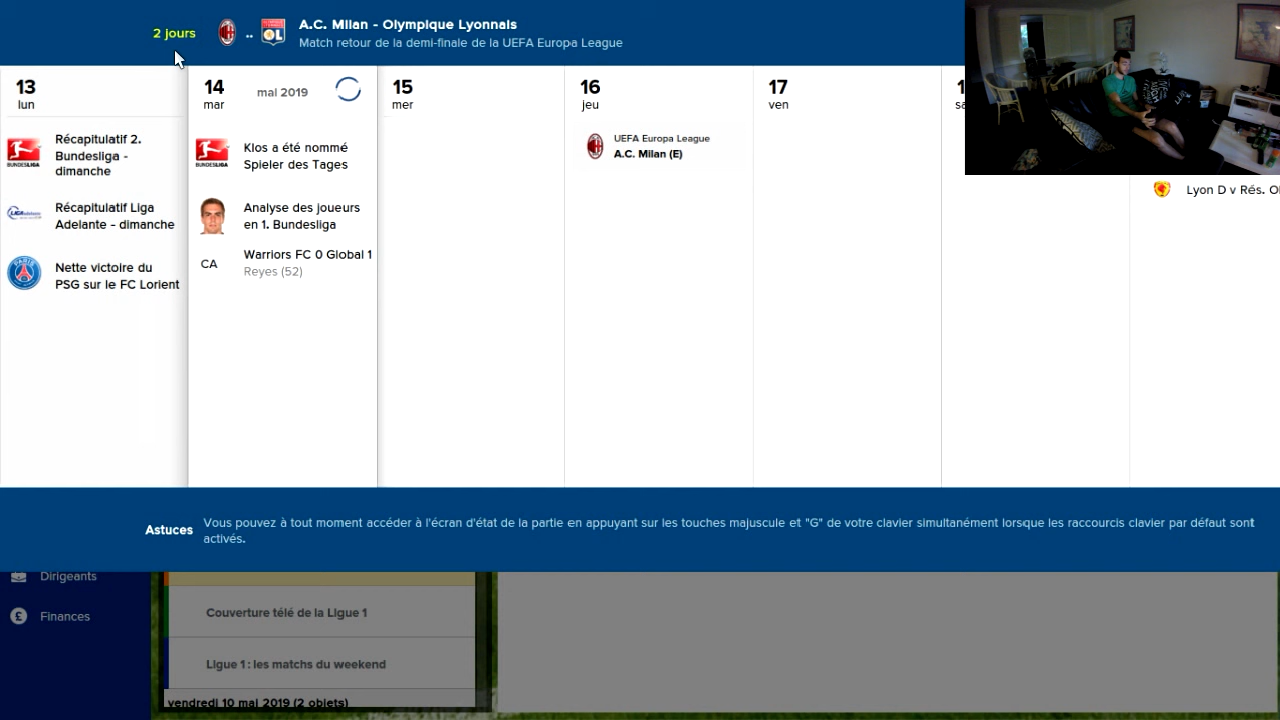 2 jours
..
A.C. Milan - Olympique Lyonnais
Match retour de la demi-finale de la UEFA Europa League
13
lun
14
mar
mai 2019
15
mer
16
jeu
17
ven
Récapitulatif 2.
Bundesliga -
dimanche
Récapitulatif Liga
Adelante - dimanche
Nette victoire du
PSG sur le FC Lorient
BUNDESLIGA
PARIS
BUNDESLIGA
Klos a été nommé
Spieler des Tages
Analyse des joueurs
en 1. Bundesliga
CA
Warriors FC 0 Global 1
Reyes (52)
UEFA Europa League
A.C. Milan (E)
Lyon D v Rés. O
Astuces
Vous pouvez à tout moment accéder à l'écran d'état de la partie en appuyant sur les touches majuscule et "G" de votre clavier simultanément lorsque les raccourcis clavier par défaut sont
activés.
Dirigeants
Finances
Couverture télé de la Ligue 1
Ligue 1 : les matchs du weekend
vendredi 10 mai 2019 (2 objets)